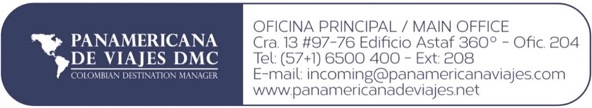 PANAMERICANA
DE VIAJES DMC
COLOMBIAN DESTINATION MANAGER
OFICINA PRINCIPAL / MAIN OFFICE
Cra. 13 #97-76 Edificio Astaf 360° - Ofic. 204
Tel: (57+1) 6500 400 - Ext: 208
E-mail: incoming@panamericanaviajes.com
www.panamericanadeviajes.net